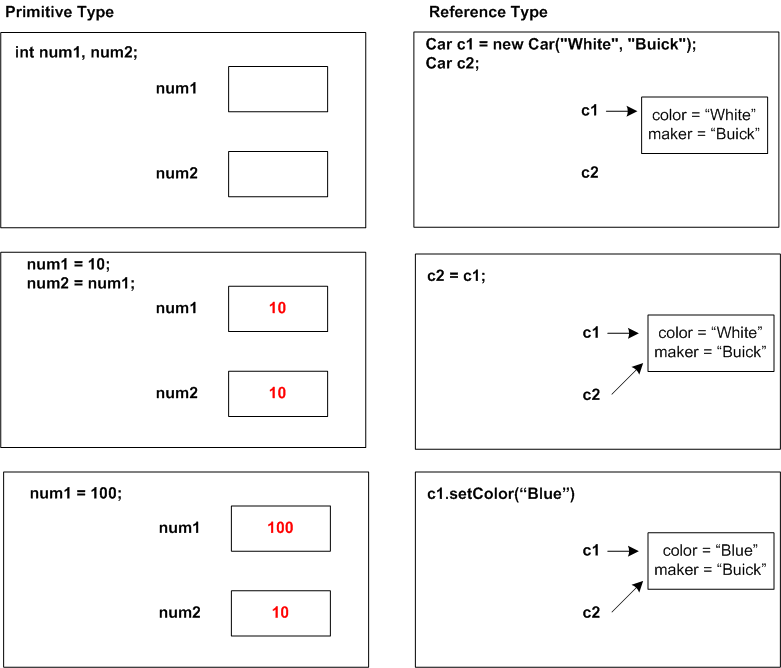 Primitive Type
int num1, num2;
num1
num2
num1 = 10;
num2 = num1;
num1
10
num2
10
num1 = 100;
num1
100
num2
10
Reference Type
Car c1 = new Car("White", "Buick");
Car c2;
c1
color = “White”
maker = “Buick”
c2
c2 = c1;
c1
color = “White”
maker = “Buick”
c2
c1.setColor(“Blue”)
c1
color = “Blue”
maker = “Buick”
c2